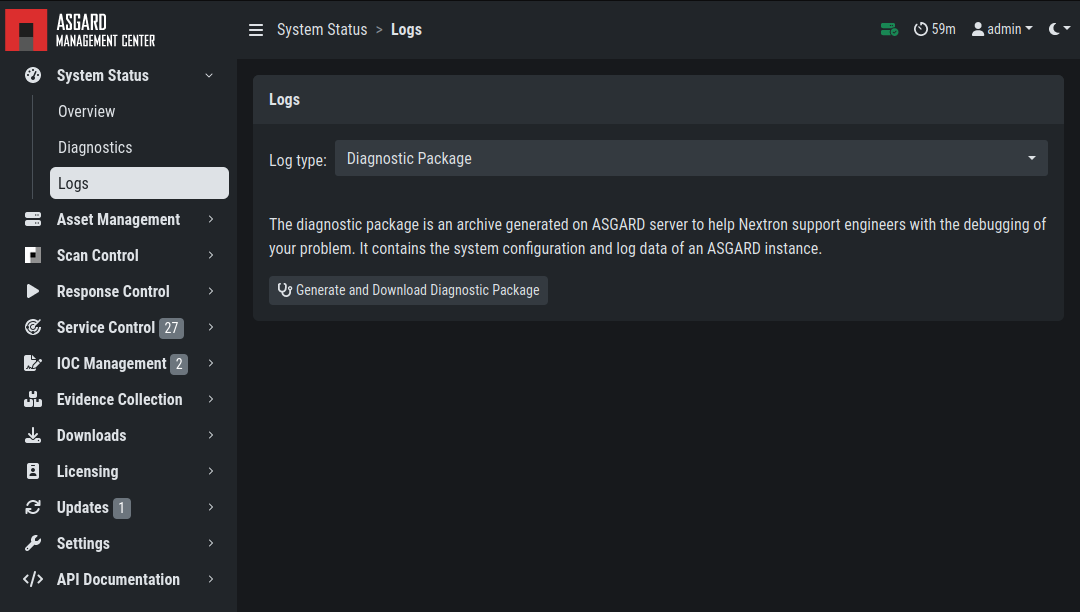 ASGARD
MANAGEMENT CENTER
System Status > Logs
59m
admin
System Status
Overview
Diagnostics
Logs
Asset Management
Scan Control
Response Control
Service Control 27
IOC Management 2
Evidence Collection
Downloads
Licensing
Updates 1
Settings
API Documentation
Logs
Log type: Diagnostic Package
The diagnostic package is an archive generated on ASGARD server to help Nextron support engineers with the debugging of
your problem. It contains the system configuration and log data of an ASGARD instance.
Generate and Download Diagnostic Package